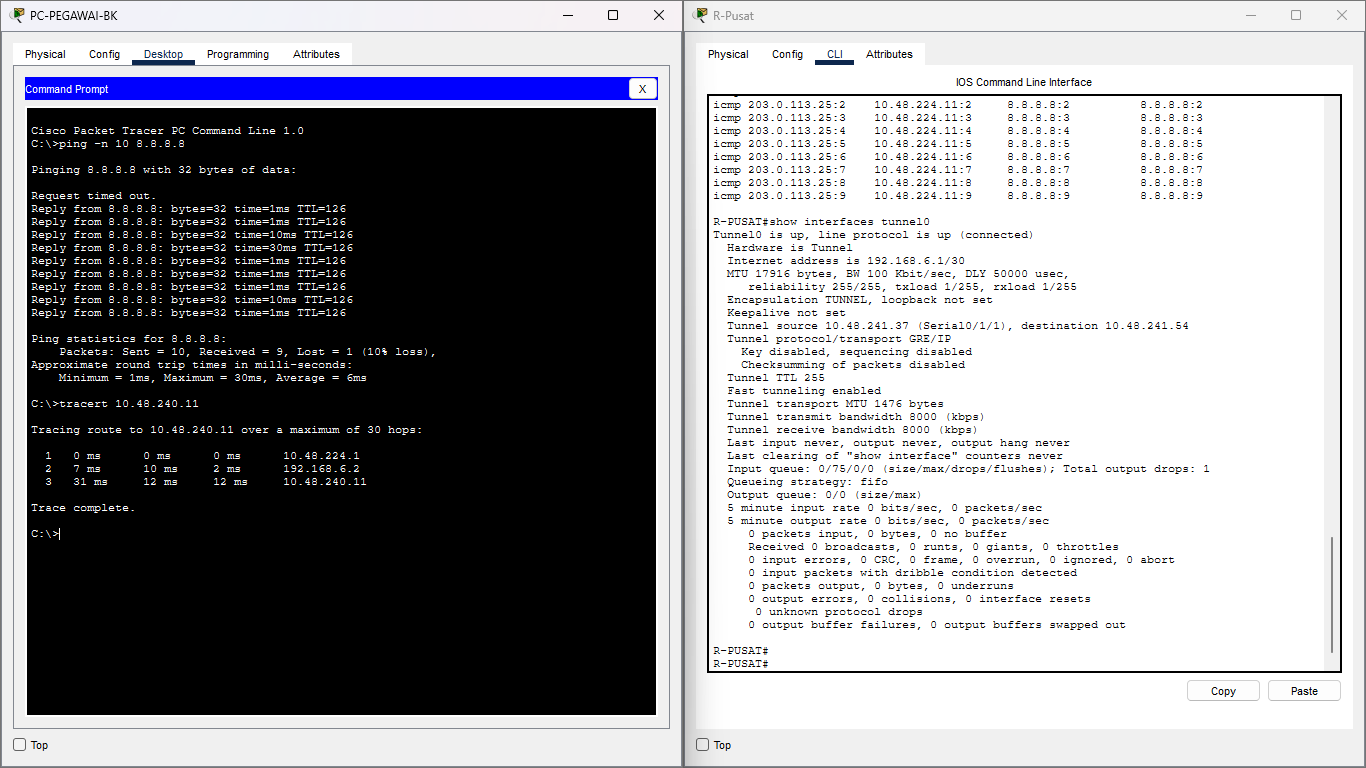 PC-PEGAWAI-BK
Physical Config Desktop Programming Attributes
Command Prompt X
Cisco Packet Tracer PC Command Line 1.0
C:\>ping -n 10 8.8.8.8
Pinging 8.8.8.8 with 32 bytes of data:
Request timed out.
Reply from 8.8.8.8: bytes=32 time=1ms TTL=126
Reply from 8.8.8.8: bytes=32 time=1ms TTL=126
Reply from 8.8.8.8: bytes=32 time=10ms TTL=126
Reply from 8.8.8.8: bytes=32 time=30ms TTL=126
Reply from 8.8.8.8: bytes=32 time=1ms TTL=126
Reply from 8.8.8.8: bytes=32 time=1ms TTL=126
Reply from 8.8.8.8: bytes=32 time=1ms TTL=126
Reply from 8.8.8.8: bytes=32 time=10ms TTL=126
Reply from 8.8.8.8: bytes=32 time=1ms TTL=126
Ping statistics for 8.8.8.8:
Packets: Sent = 10, Received = 9, Lost = 1 (10% loss),
Approximate round trip times in milli-seconds:
Minimum = 1ms, Maximum = 30ms, Average = 6ms
C:\>tracert 10.48.240.11
Tracing route to 10.48.240.11 over a maximum of 30 hops:
1 0 ms 0 ms 0 ms 10.48.224.1
2 7 ms 10 ms 2 ms 192.168.6.2
3 31 ms 12 ms 12 ms 10.48.240.11
Trace complete.
C:\>
Top
R-Pusat
Physical Config CLI Attributes
IOS Command Line Interface
icmp 203.0.113.25:2 10.48.224.11:2 8.8.8.8:2 8.8.8.8:2
icmp 203.0.113.25:3 10.48.224.11:3 8.8.8.8:3 8.8.8.8:3
icmp 203.0.113.25:4 10.48.224.11:4 8.8.8.8:4 8.8.8.8:4
icmp 203.0.113.25:5 10.48.224.11:5 8.8.8.8:5 8.8.8.8:5
icmp 203.0.113.25:6 10.48.224.11:6 8.8.8.8:6 8.8.8.8:6
icmp 203.0.113.25:7 10.48.224.11:7 8.8.8.8:7 8.8.8.8:7
icmp 203.0.113.25:8 10.48.224.11:8 8.8.8.8:8 8.8.8.8:8
icmp 203.0.113.25:9 10.48.224.11:9 8.8.8.8:9 8.8.8.8:9
R-PUSAT#show interfaces tunnel0
Tunnel0 is up, line protocol is up (connected)
Hardware is Tunnel
Internet address is 192.168.6.1/30
MTU 17916 bytes, BW 100 Kbit/sec, DLY 50000 usec,
reliability 255/255, txload 1/255, rxload 1/255
Encapsulation TUNNEL, loopback not set
Keepalive not set
Tunnel source 10.48.241.37 (Serial0/1/1), destination 10.48.241.54
Tunnel protocol/transport GRE/IP
Key disabled, sequencing disabled
Checksumming of packets disabled
Tunnel TTL 255
Fast tunneling enabled
Tunnel transport MTU 1476 bytes
Tunnel transmit bandwidth 8000 (kbps)
Tunnel receive bandwidth 8000 (kbps)
Last input never, output never, output hang never
Last clearing of "show interface" counters never
Input queue: 0/75/0/0 (size/max/drops/flushes); Total output drops: 1
Queueing strategy: fifo
Output queue: 0/0 (size/max)
5 minute input rate 0 bits/sec, 0 packets/sec
5 minute output rate 0 bits/sec, 0 packets/sec
0 packets input, 0 bytes, 0 no buffer
Received 0 broadcasts, 0 runts, 0 giants, 0 throttles
0 input errors, 0 CRC, 0 frame, 0 overrun, 0 ignored, 0 abort
0 input packets with dribble condition detected
0 packets output, 0 bytes, 0 underruns
0 output errors, 0 collisions, 0 interface resets
0 unknown protocol drops
0 output buffer failures, 0 output buffers swapped out
R-PUSAT#
R-PUSAT#
Copy Paste
Top